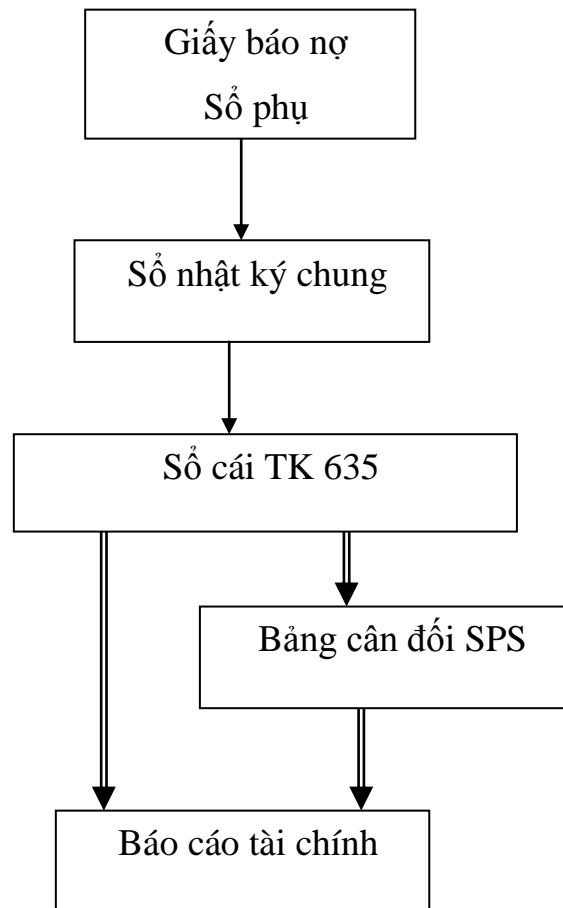 Giấy báo nợ
Sổ phụ
Sổ nhật ký chung
Sổ cái TK 635
Bảng cân đối SPS
Báo cáo tài chính